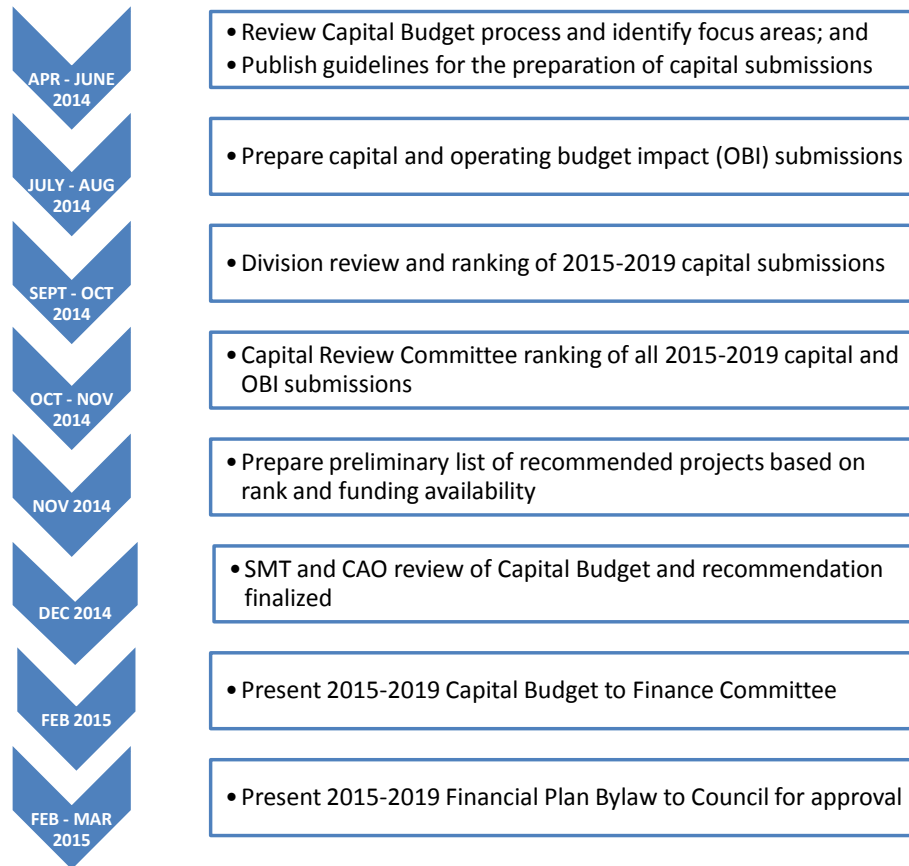 APR - JUNE
2014
• Review Capital Budget process and identify focus areas; and
• Publish guidelines for the preparation of capital submissions
JULY - AUG
2014
• Prepare capital and operating budget impact (OBI) submissions
SEPT - OCT
2014
• Division review and ranking of 2015-2019 capital submissions
OCT - NOV
2014
• Capital Review Committee ranking of all 2015-2019 capital and
OBI submissions
NOV 2014
• Prepare preliminary list of recommended projects based on
rank and funding availability
DEC 2014
• SMT and CAO review of Capital Budget and recommendation
finalized
FEB 2015
• Present 2015-2019 Capital Budget to Finance Committee
FEB - MAR
2015
• Present 2015-2019 Financial Plan Bylaw to Council for approval